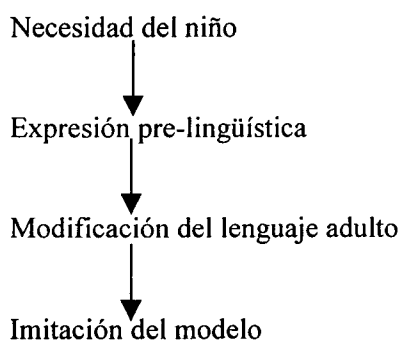 Necesidad del niño
Expresión pre-lingüística
Modificación del lenguaje adulto
Imitación del modelo